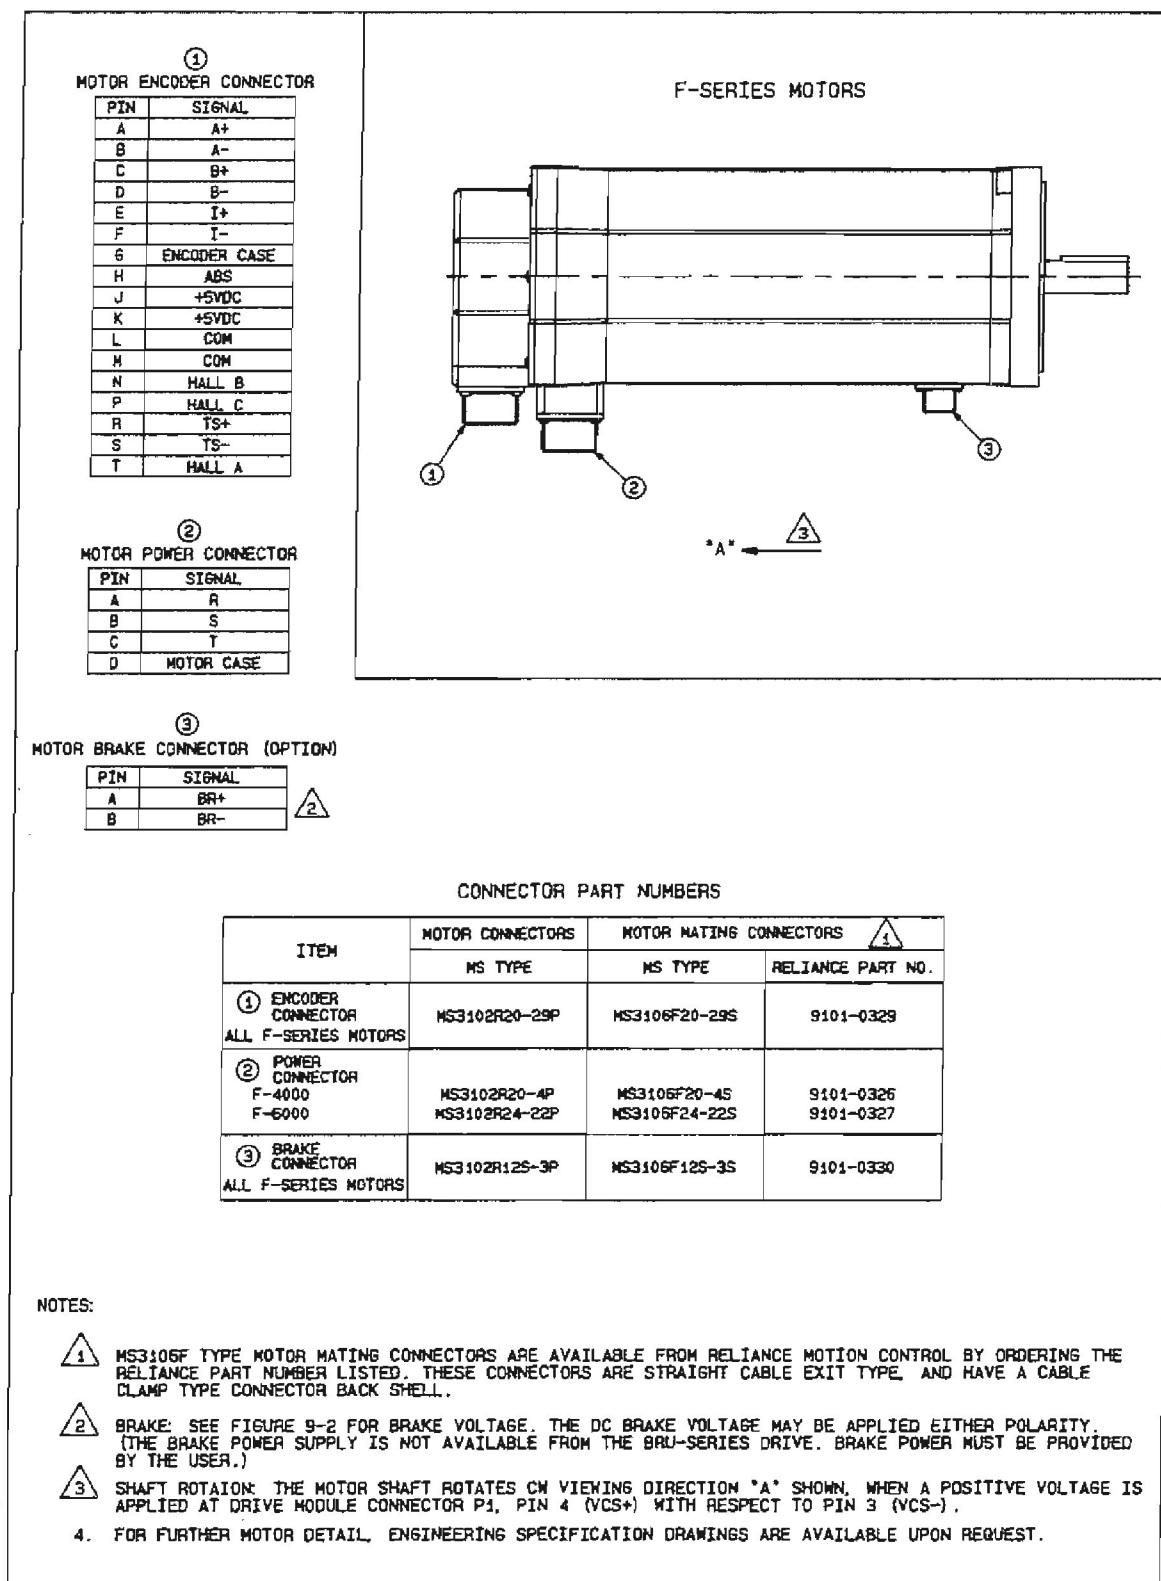 ①
MOTOR ENCODER CONNECTOR
PIN SIGNAL
A A+
B A-
C B+
D B-
E I+
F I-
G ENCODER CASE
H ABS
J +5VDC
K +5VDC
L COM
M COM
N HALL B
P HALL C
R TS+
S TS-
T HALL A
②
MOTOR POWER CONNECTOR
PIN SIGNAL
A R
B S
C T
D MOTOR CASE
③
MOTOR BRAKE CONNECTOR (OPTION)
PIN SIGNAL
A BR+
B BR-
2
F-SERIES MOTORS
①
②
③
"A"
3
CONNECTOR PART NUMBERS
ITEM
MOTOR CONNECTORS
MOTOR MATING CONNECTORS 1
MS TYPE MS TYPE RELIANCE PART NO.
① ENCODER
CONNECTOR
ALL F-SERIES MOTORS
MS3102R20-29P MS3106F20-29S 9101-0329
② POWER
CONNECTOR
F-4000 MS3102R20-4P MS3106F20-4S 9101-0326
F-6000 MS3102R24-22P MS3106F24-22S 9101-0327
③ BRAKE
CONNECTOR
ALL F-SERIES MOTORS
MS3102R12S-3P MS3106F12S-3S 9101-0330
NOTES:
1 MS3106F TYPE MOTOR MATING CONNECTORS ARE AVAILABLE FROM RELIANCE MOTION CONTROL BY ORDERING THE
RELIANCE PART NUMBER LISTED. THESE CONNECTORS ARE STRAIGHT CABLE EXIT TYPE, AND HAVE A CABLE
CLAMP TYPE CONNECTOR BACK SHELL.
2 BRAKE: SEE FIGURE 9-2 FOR BRAKE VOLTAGE. THE DC BRAKE VOLTAGE MAY BE APPLIED EITHER POLARITY.
(THE BRAKE POWER SUPPLY IS NOT AVAILABLE FROM THE BRU-SERIES DRIVE. BRAKE POWER MUST BE PROVIDED
BY THE USER.)
3 SHAFT ROTAION: THE MOTOR SHAFT ROTATES CW VIEWING DIRECTION "A" SHOWN, WHEN A POSITIVE VOLTAGE IS
APPLIED AT DRIVE MODULE CONNECTOR P1, PIN 4 (VCS+) WITH RESPECT TO PIN 3 (VCS-).
4. FOR FURTHER MOTOR DETAIL, ENGINEERING SPECIFICATION DRAWINGS ARE AVAILABLE UPON REQUEST.